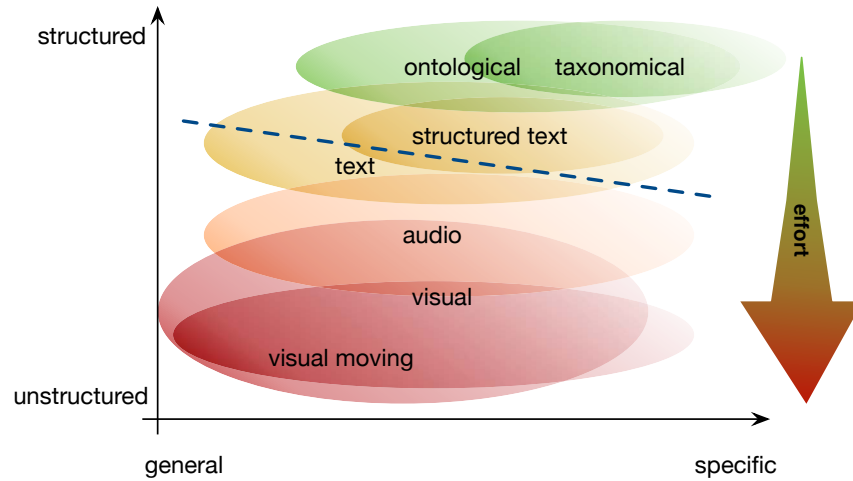 structured
ontological taxonomical
structured text
text
effort
audio
visual
visual moving
unstructured
general specific